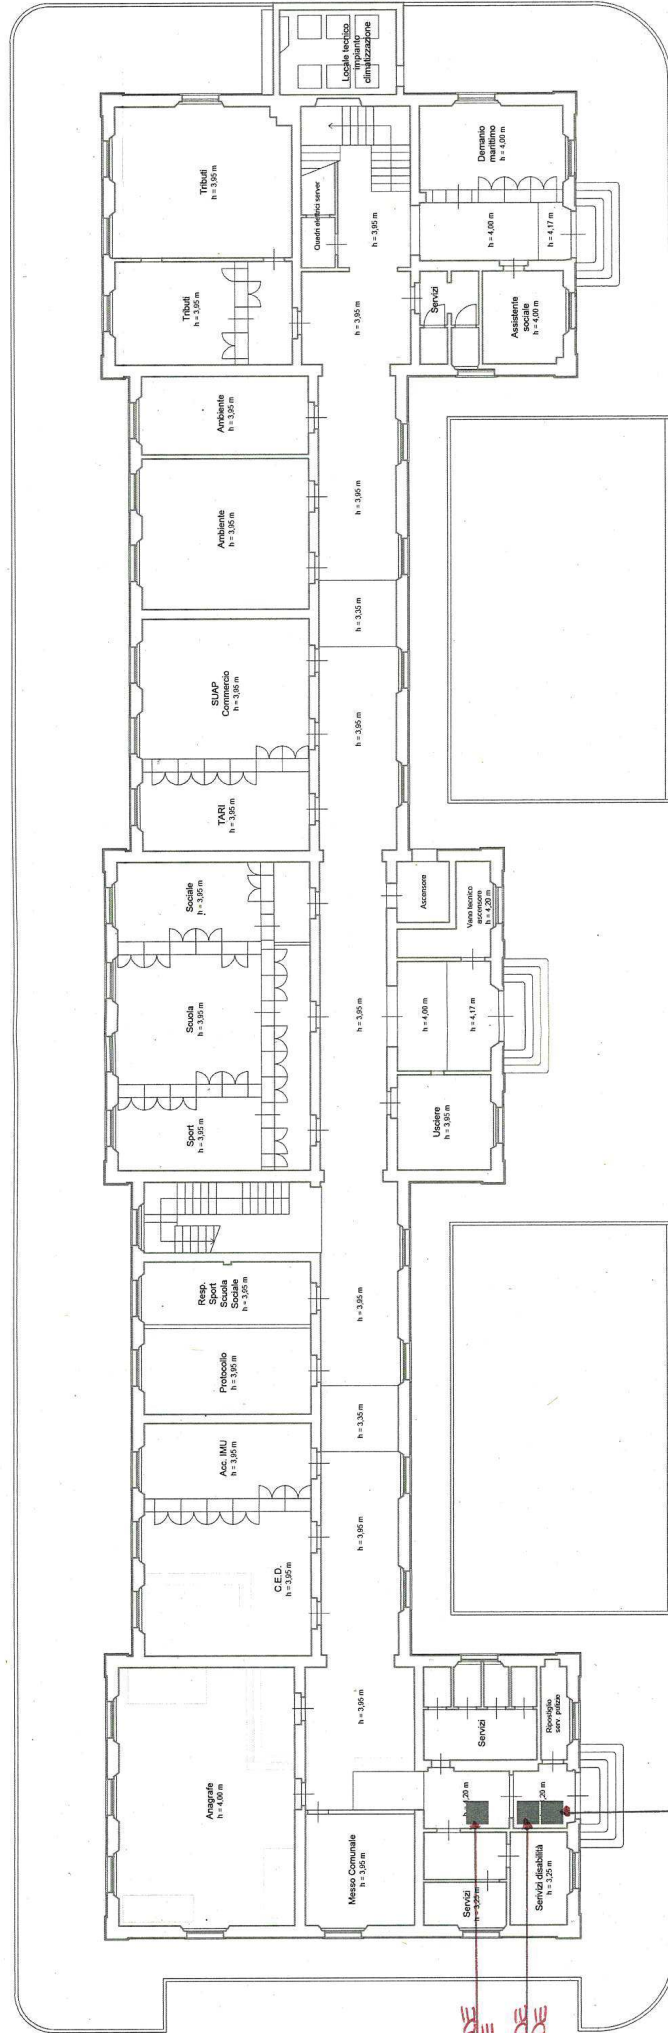 Locale tecnico
impianto
climatizzazione
Tributi
h = 3,95 m
Quadri elettrici server
h = 3,95 m
Demanio
marittimo
h = 4,00 m
h = 4,00 m
h = 4,17 m
Tributi
h = 3,95 m
h = 3,95 m
Servizi
Assistente
sociale
h = 4,00 m
Ambiente
h = 3,95 m
Ambiente
h = 3,95 m
h = 3,95 m
h = 3,35 m
SUAP
Commercio
h = 3,95 m
h = 3,95 m
TARI
h = 3,95 m
Sociale
h = 3,95 m
Ascensore
Vano tecnico
ascensore
h = 4,20 m
Scuola
h = 3,95 m
h = 3,95 m
h = 4,00 m
h = 4,17 m
Sport
h = 3,95 m
Usciere
h = 3,95 m
Resp.
Sport
Scuola
Sociale
h = 3,95 m
h = 3,95 m
Protocollo
h = 3,95 m
h = 3,35 m
Acc. IMU
h = 3,95 m
C.E.D.
h = 3,95 m
h = 3,95 m
Anagrafe
h = 4,00 m
h = 3,95 m
Servizi
Ripostiglio
serv. pulizie
,20 m
,20 m
Messo Comunale
h = 3,95 m
Servizi
h = 3,25 m
Serivizi disabilità
h = 3,25 m